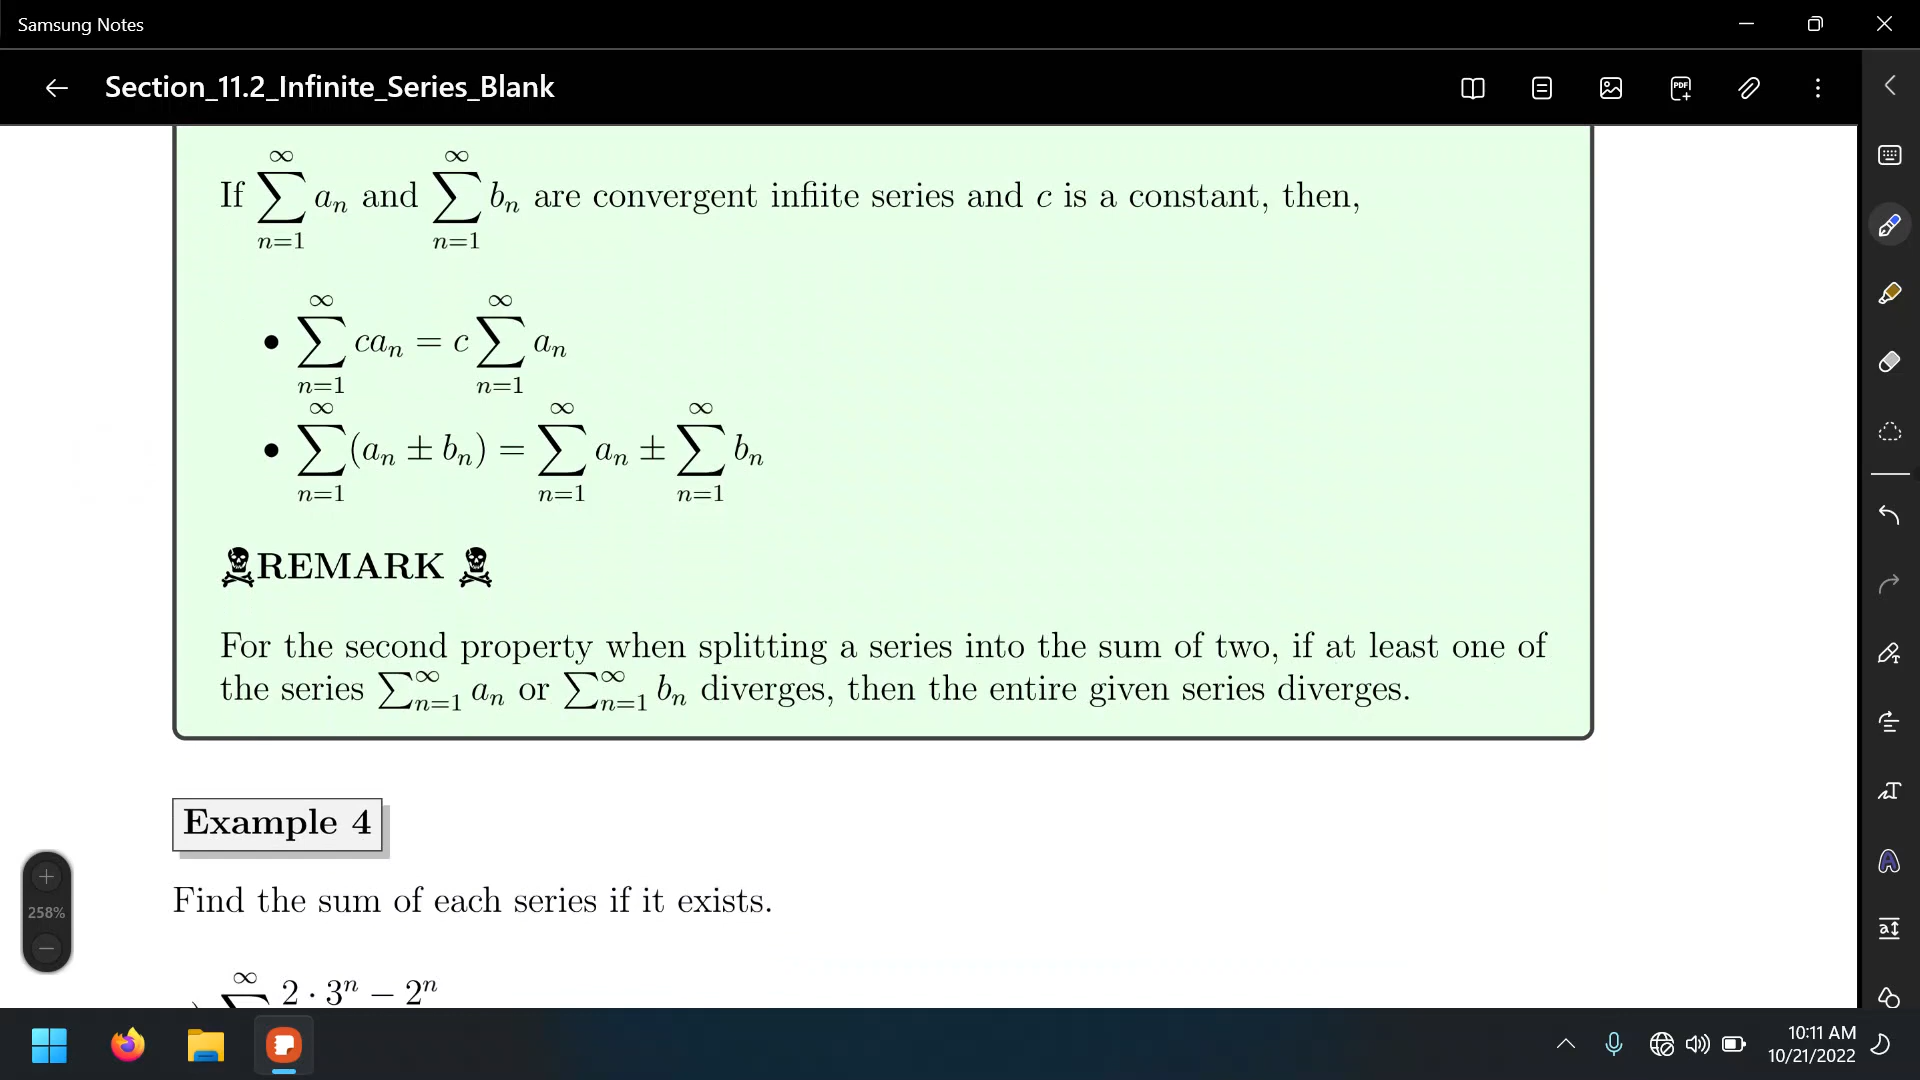 Samsung Notes
Section_11.2_Infinite_Series_Blank
If ∑_{n=1}^{∞} a_n and ∑_{n=1}^{∞} b_n are convergent infiite series and c is a constant, then,
• ∑_{n=1}^{∞} ca_n = c ∑_{n=1}^{∞} a_n
• ∑_{n=1}^{∞} (a_n ± b_n) = ∑_{n=1}^{∞} a_n ± ∑_{n=1}^{∞} b_n
☠REMARK ☠
For the second property when splitting a series into the sum of two, if at least one of
the series ∑_{n=1}^{∞} a_n or ∑_{n=1}^{∞} b_n diverges, then the entire given series diverges.
Example 4
Find the sum of each series if it exists.
∑^{∞} 2 · 3^n − 2^n
258%
PDF
10:11 AM
10/21/2022